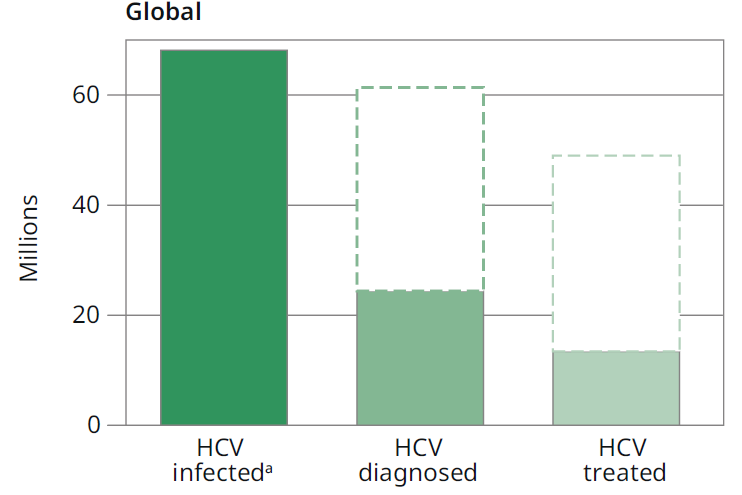 Global
60
40
20
0
Millions
HCV
infectedᵃ
HCV
diagnosed
HCV
treated